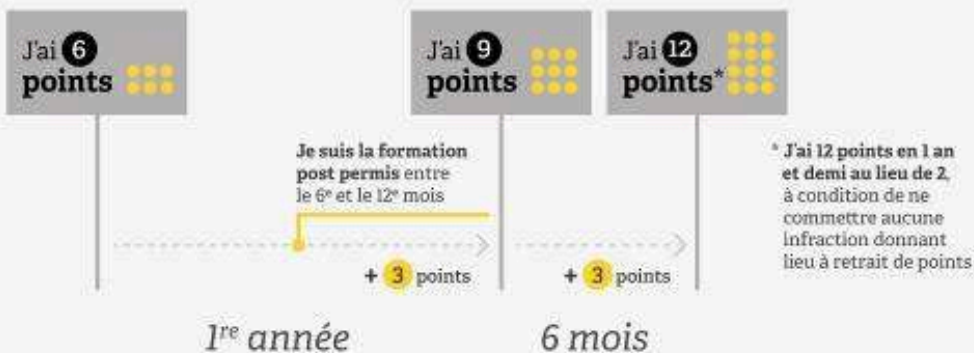 J'ai 6
points
J'ai 9
points
J'ai 12
points*
Je suis la formation
post permis entre
le 6e et le 12e mois
* J'ai 12 points en 1 an
et demi au lieu de 2,
à condition de ne
commettre aucune
infraction donnant
lieu à retrait de points
+ 3 points
+ 3 points
1re année
6 mois